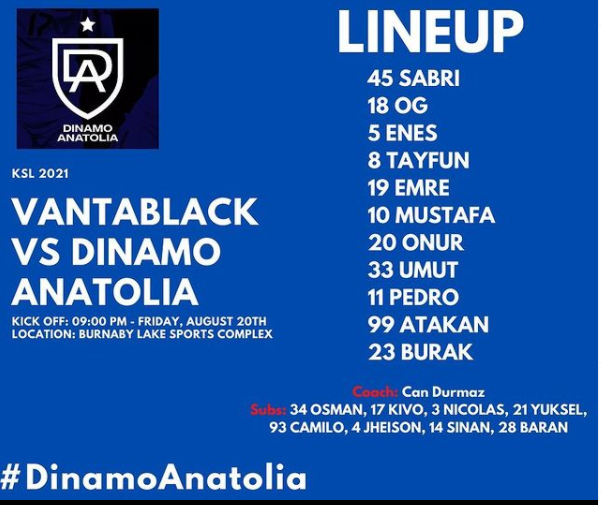 DA
DINAMO
ANATOLIA
KSL 2021
VANTABLACK
VS DINAMO
ANATOLIA
KICK OFF: 09:00 PM - FRIDAY, AUGUST 20TH
LOCATION: BURNABY LAKE SPORTS COMPLEX
LINEUP
45 SABRI
18 OG
5 ENES
8 TAYFUN
19 EMRE
10 MUSTAFA
20 ONUR
33 UMUT
11 PEDRO
99 ATAKAN
23 BURAK
Coach: Can Durmaz
Subs: 34 OSMAN, 17 KIVO, 3 NICOLAS, 21 YUKSEL,
93 CAMILO, 4 JHEISON, 14 SINAN, 28 BARAN
#DinamoAnatolia